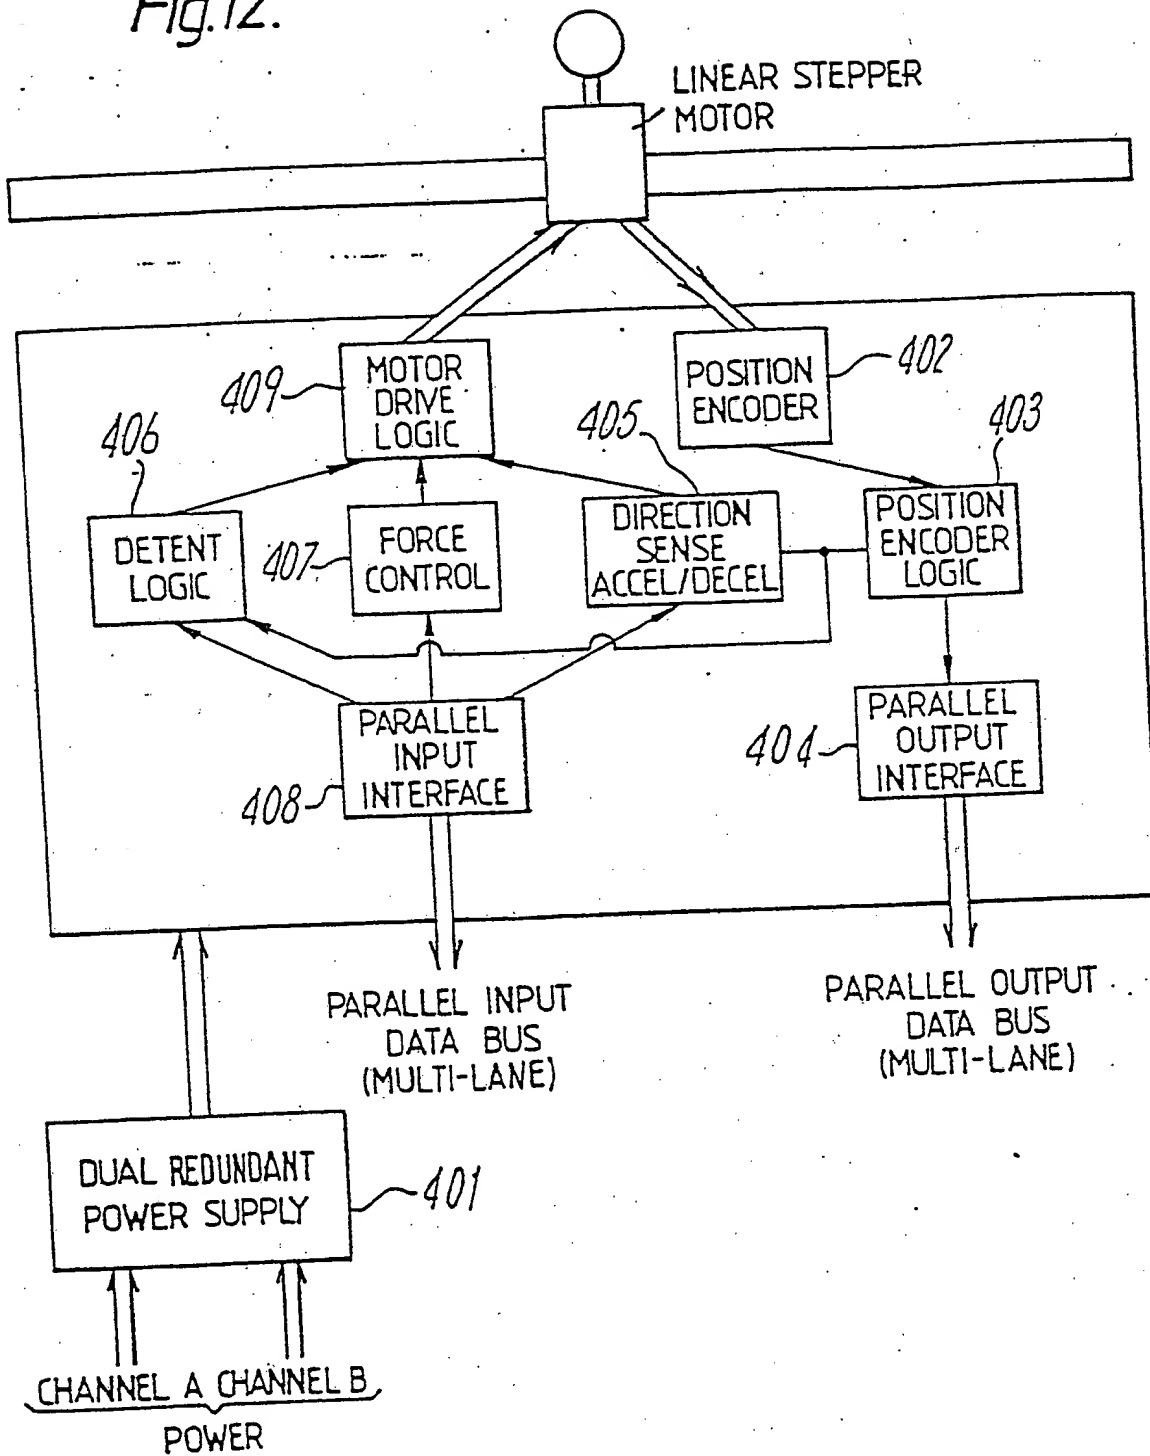 Fig.12.
LINEAR STEPPER
MOTOR
409
MOTOR
DRIVE
LOGIC
POSITION
ENCODER
402
406
405
403
DETENT
LOGIC
407
FORCE
CONTROL
DIRECTION
SENSE
ACCEL/DECEL
POSITION
ENCODER
LOGIC
408
PARALLEL
INPUT
INTERFACE
404
PARALLEL
OUTPUT
INTERFACE
PARALLEL INPUT
DATA BUS
(MULTI-LANE)
PARALLEL OUTPUT
DATA BUS
(MULTI-LANE)
DUAL REDUNDANT
POWER SUPPLY
401
CHANNEL A CHANNEL B
POWER